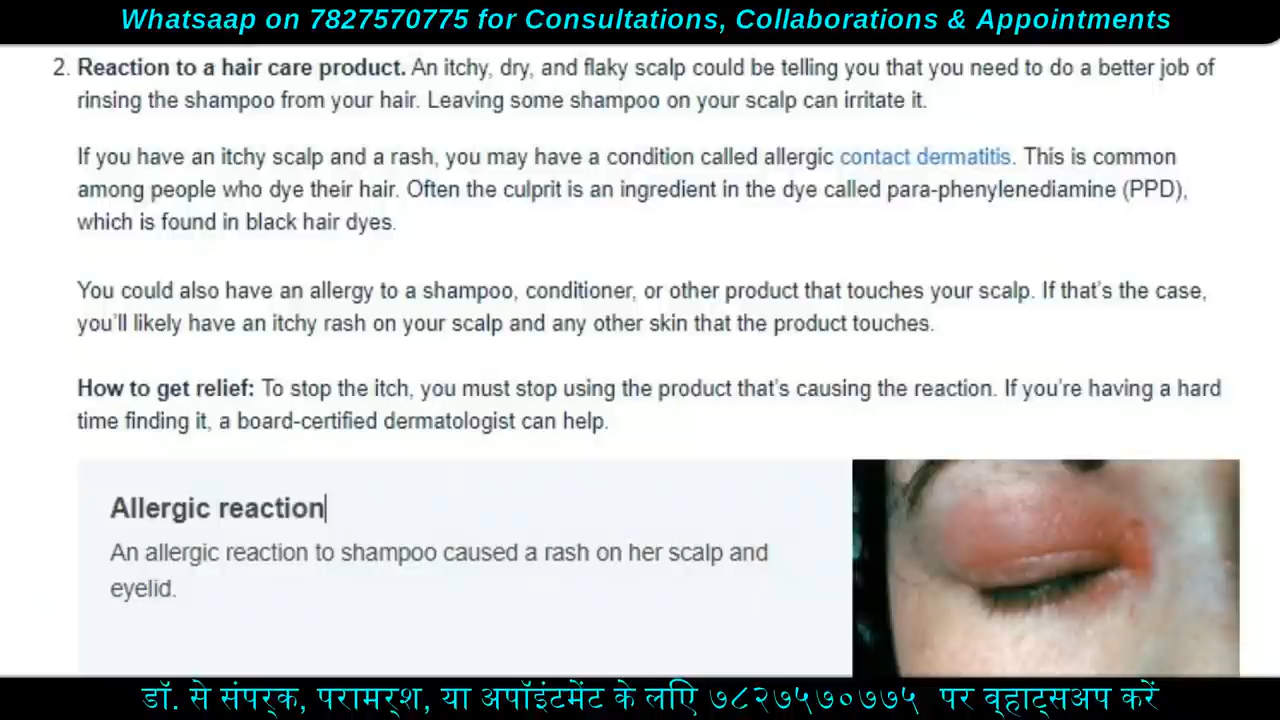 Whatsaap on 7827570775 for Consultations, Collaborations & Appointments
2. Reaction to a hair care product. An itchy, dry, and flaky scalp could be telling you that you need to do a better job of
rinsing the shampoo from your hair. Leaving some shampoo on your scalp can irritate it.
If you have an itchy scalp and a rash, you may have a condition called allergic contact dermatitis. This is common
among people who dye their hair. Often the culprit is an ingredient in the dye called para-phenylenediamine (PPD),
which is found in black hair dyes.
You could also have an allergy to a shampoo, conditioner, or other product that touches your scalp. If that's the case,
you'll likely have an itchy rash on your scalp and any other skin that the product touches.
How to get relief: To stop the itch, you must stop using the product that's causing the reaction. If you're having a hard
time finding it, a board-certified dermatologist can help.
Allergic reaction
An allergic reaction to shampoo caused a rash on her scalp and
eyelid.
डॉ. से संपर्क, परामर्श, या अपॉइंटमेंट के लिए ७८२७५७०७७५ पर व्हाट्सअप करें